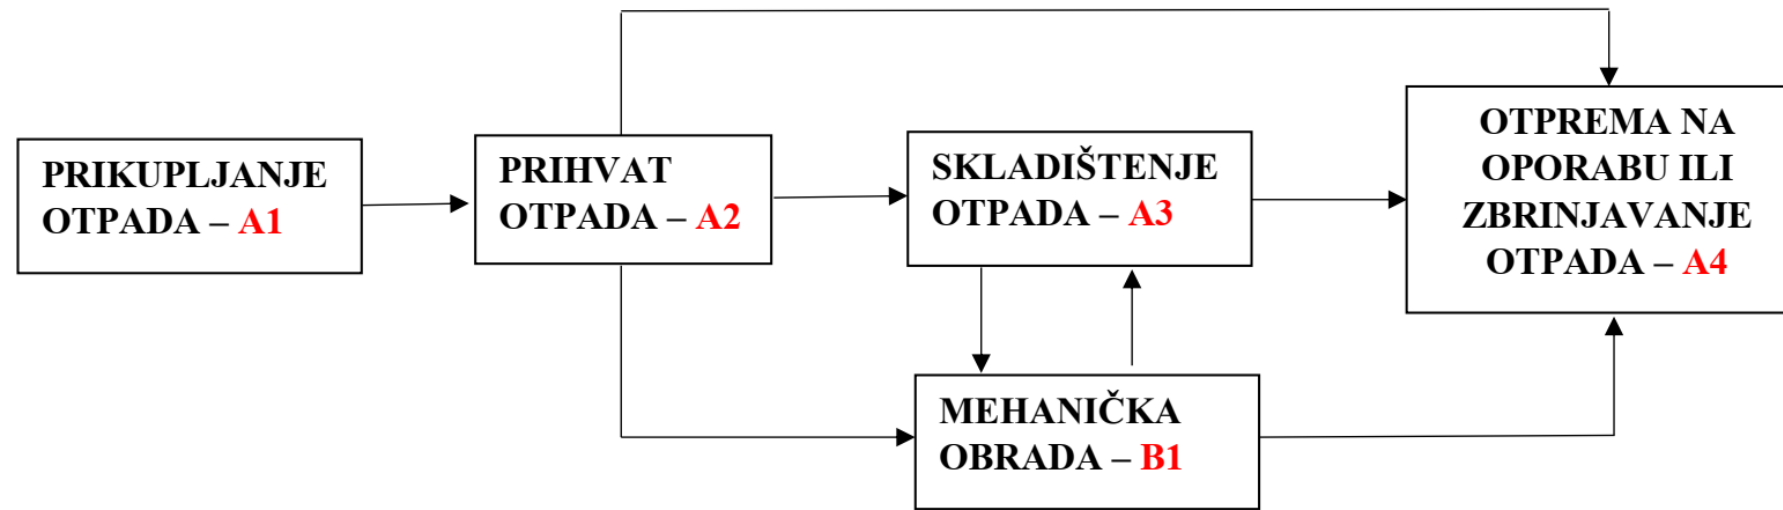 PRIKUPLJANJE
OTPADA – A1
PRIHVAT
OTPADA – A2
SKLADIŠTENJE
OTPADA – A3
OTPREMA NA
OPORABU ILI
ZBRINJAVANJE
OTPADA – A4
MEHANIČKA
OBRADA – B1